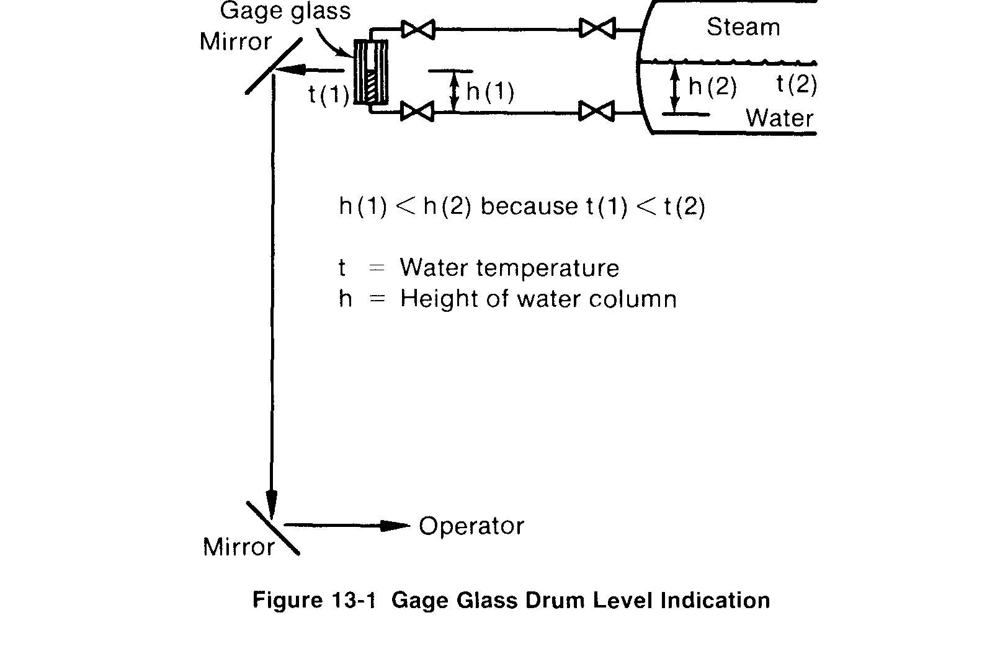 Gage glass
Mirror
Steam
t(1)
h(1)
h(2)
t(2)
Water
h(1) < h(2) because t(1) < t(2)
t = Water temperature
h = Height of water column
Operator
Mirror
Figure 13-1 Gage Glass Drum Level Indication